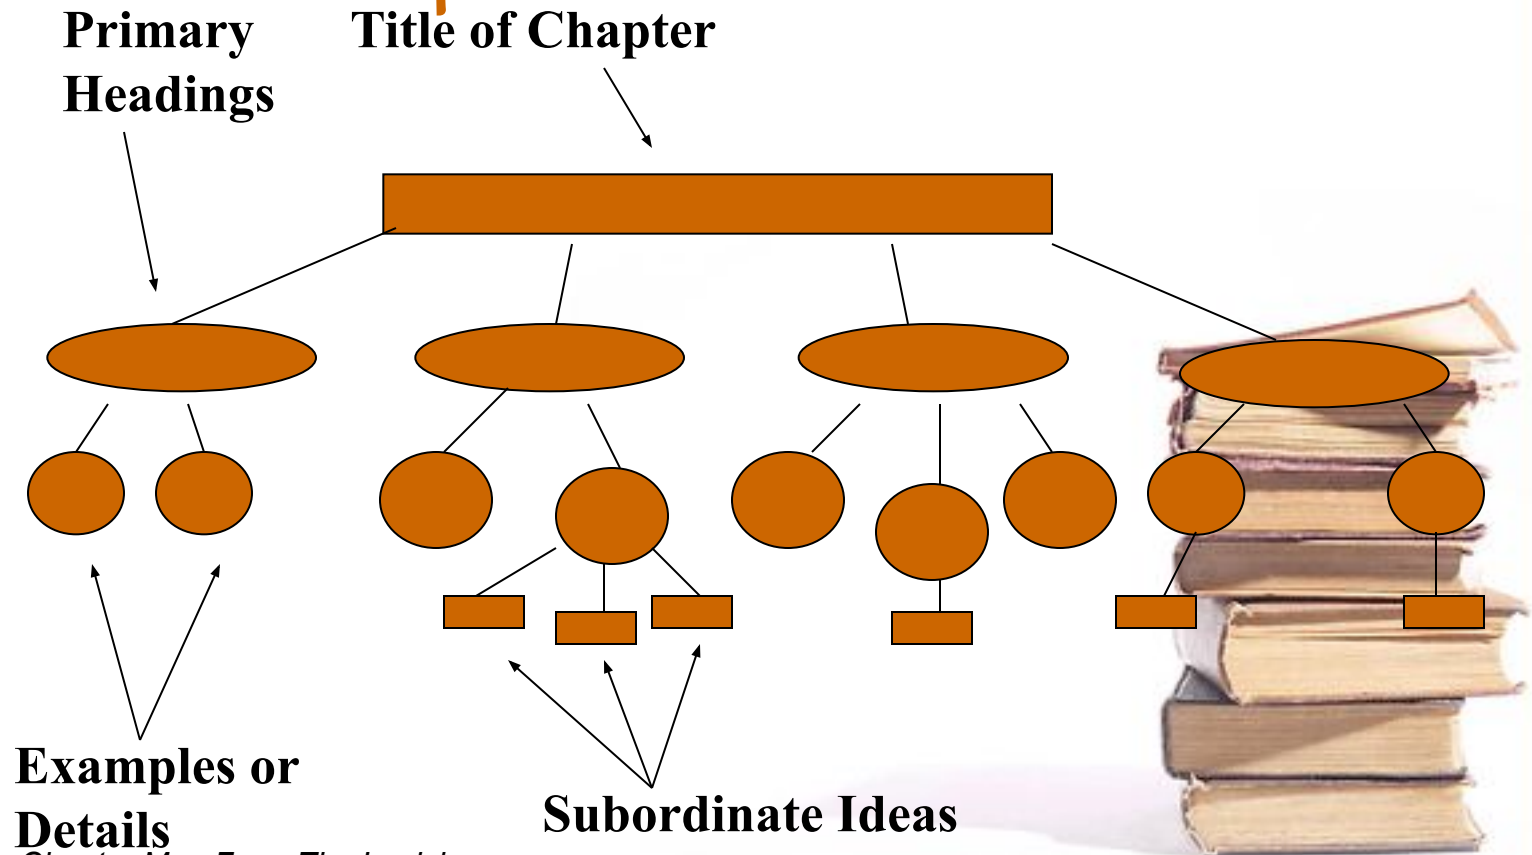 Primary
Headings
Title of Chapter
Examples or
Details
Subordinate Ideas